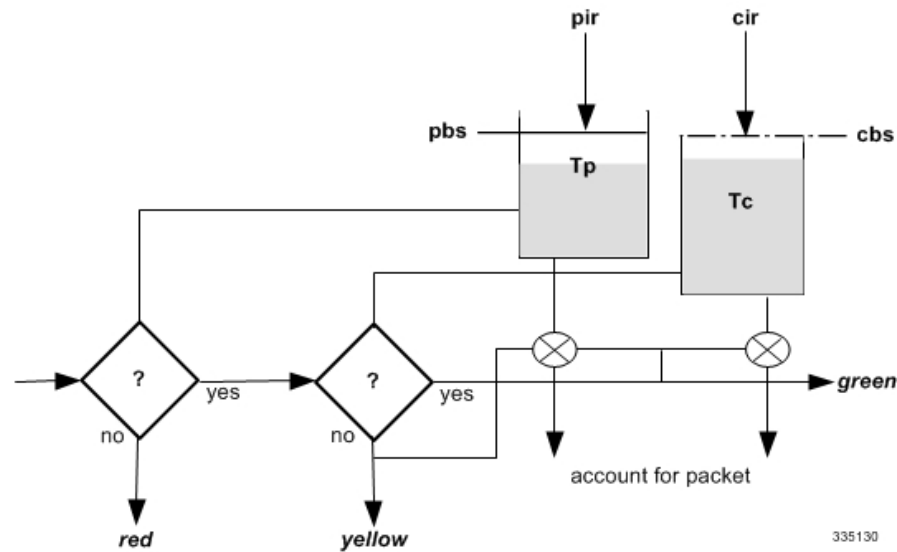 pir cir
pbs cbs
Tp
Tc
? ?
yes yes green
no no
account for packet
red yellow
335130